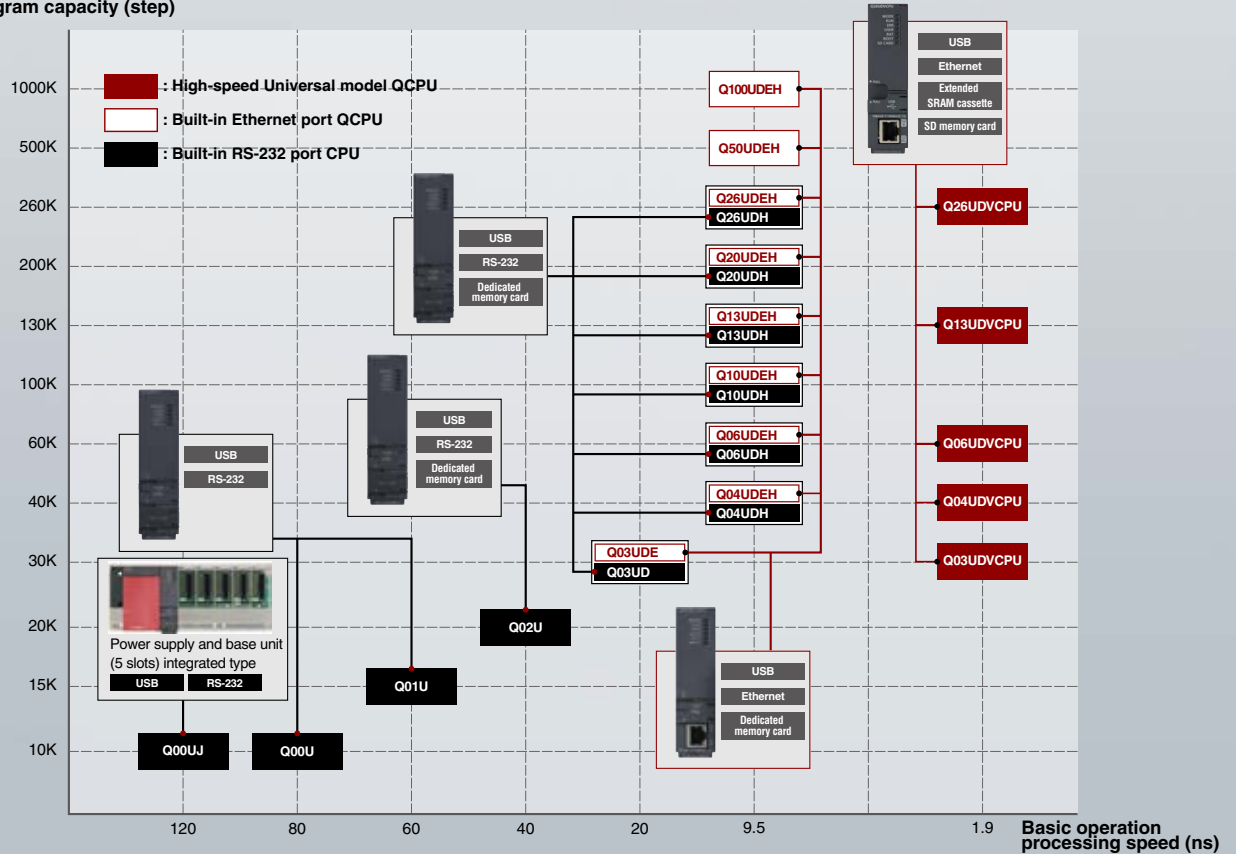 gram capacity (step)
1000K
500K
260K
200K
130K
100K
60K
40K
30K
20K
15K
10K
: High-speed Universal model QCPU
: Built-in Ethernet port QCPU
: Built-in RS-232 port CPU
USB
Ethernet
Extended
SRAM cassette
SD memory card
Q100UDEH
Q50UDEH
Q26UDEH
Q26UDH
Q20UDEH
Q20UDH
Q13UDEH
Q13UDH
Q10UDEH
Q10UDH
Q06UDEH
Q06UDH
Q04UDEH
Q04UDH
Q03UDE
Q03UD
Q26UDVCPU
Q13UDVCPU
Q06UDVCPU
Q04UDVCPU
Q03UDVCPU
USB
RS-232
Dedicated
memory card
USB
RS-232
Dedicated
memory card
USB
RS-232
Power supply and base unit
(5 slots) integrated type
USB
RS-232
Q02U
Q01U
Q00UJ
Q00U
USB
Ethernet
Dedicated
memory card
120
80
60
40
20
9.5
1.9
Basic operation
processing speed (ns)